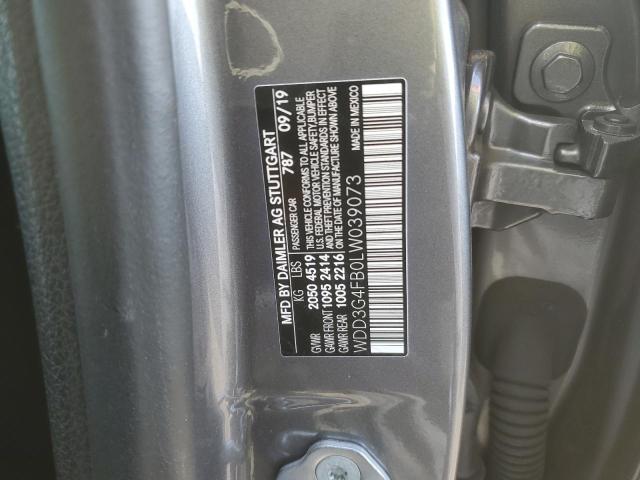 MFD BY DAIMLER AG STUTTGART
787 09/19
PASSENGER CAR
KG LBS
GVWR 2050 4519
GAWR FRONT 1095 2414
GAWR REAR 1005 2216
THIS VEHICLE CONFORMS TO ALL APPLICABLE
U.S. FEDERAL MOTOR VEHICLE SAFETY, BUMPER
AND THEFT PREVENTION STANDARDS IN EFFECT
ON THE DATE OF MANUFACTURE SHOWN ABOVE
WDD3G4FB0LW039073
MADE IN MEXICO